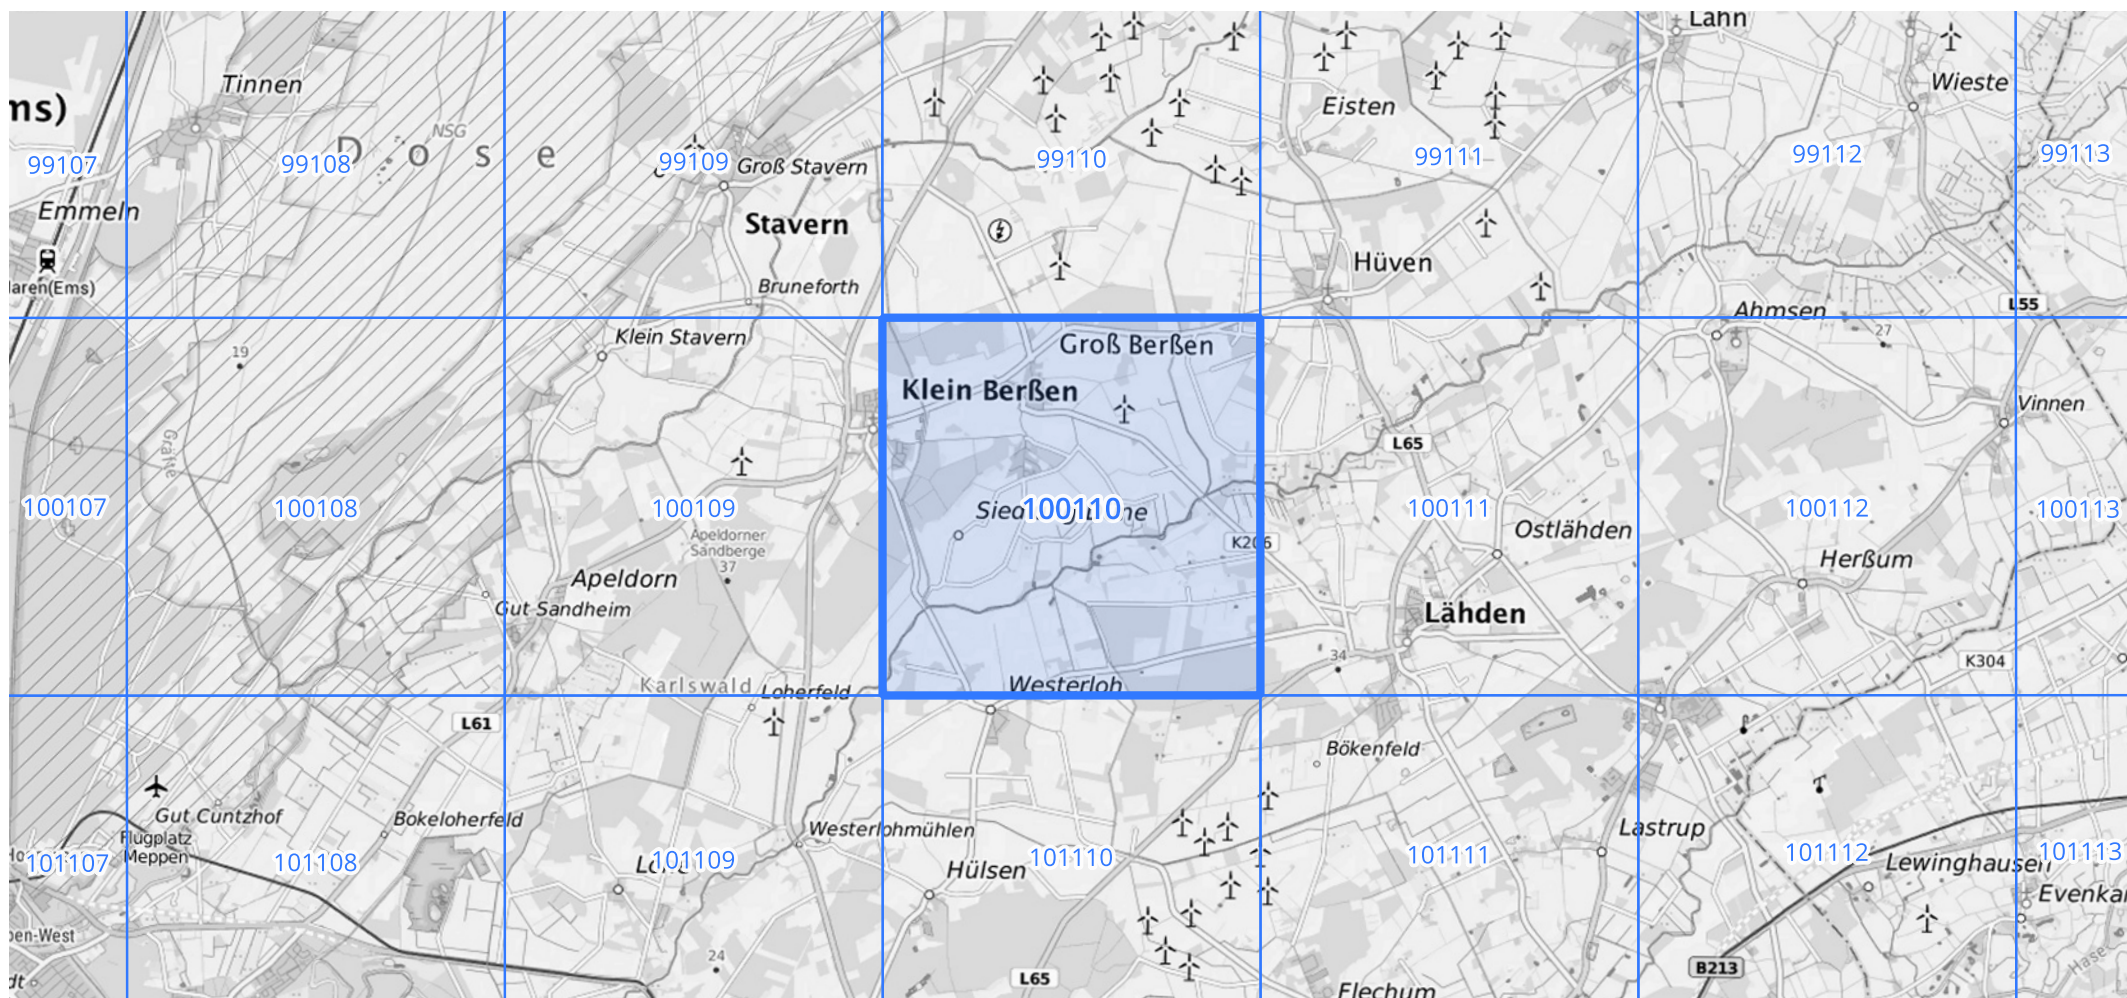 Lahn
Tinnen
Wieste
ms)
Eisten
NSG
D o s e
99107
99108
99109
Groß Stavern
99110
99111
99112
99113
Emmeln
Stavern
Hüven
Bruneforth
L55
Ahmsen
Klein Stavern
Groß Berßen
27
19
Klein Berßen
Vinnen
L65
Gräfte
100107
100108
100109
100110
100111
100112
100113
Ostlähden
Apeldorner
Sandberge
37
K206
Herßum
Apeldorn
Gut Sandheim
Lähden
34
K304
Karlswald
Loherfeld
Westerloh
L61
Bökenfeld
Gut Cuntzhof
Bokeloherfeld
Flugplatz
Meppen
Westerlohmühlen
Lastrup
101107
101108
101109
101110
101111
101112
101113
Hülsen
Lewinghausen
24
L65
B213
Hase
Flechum